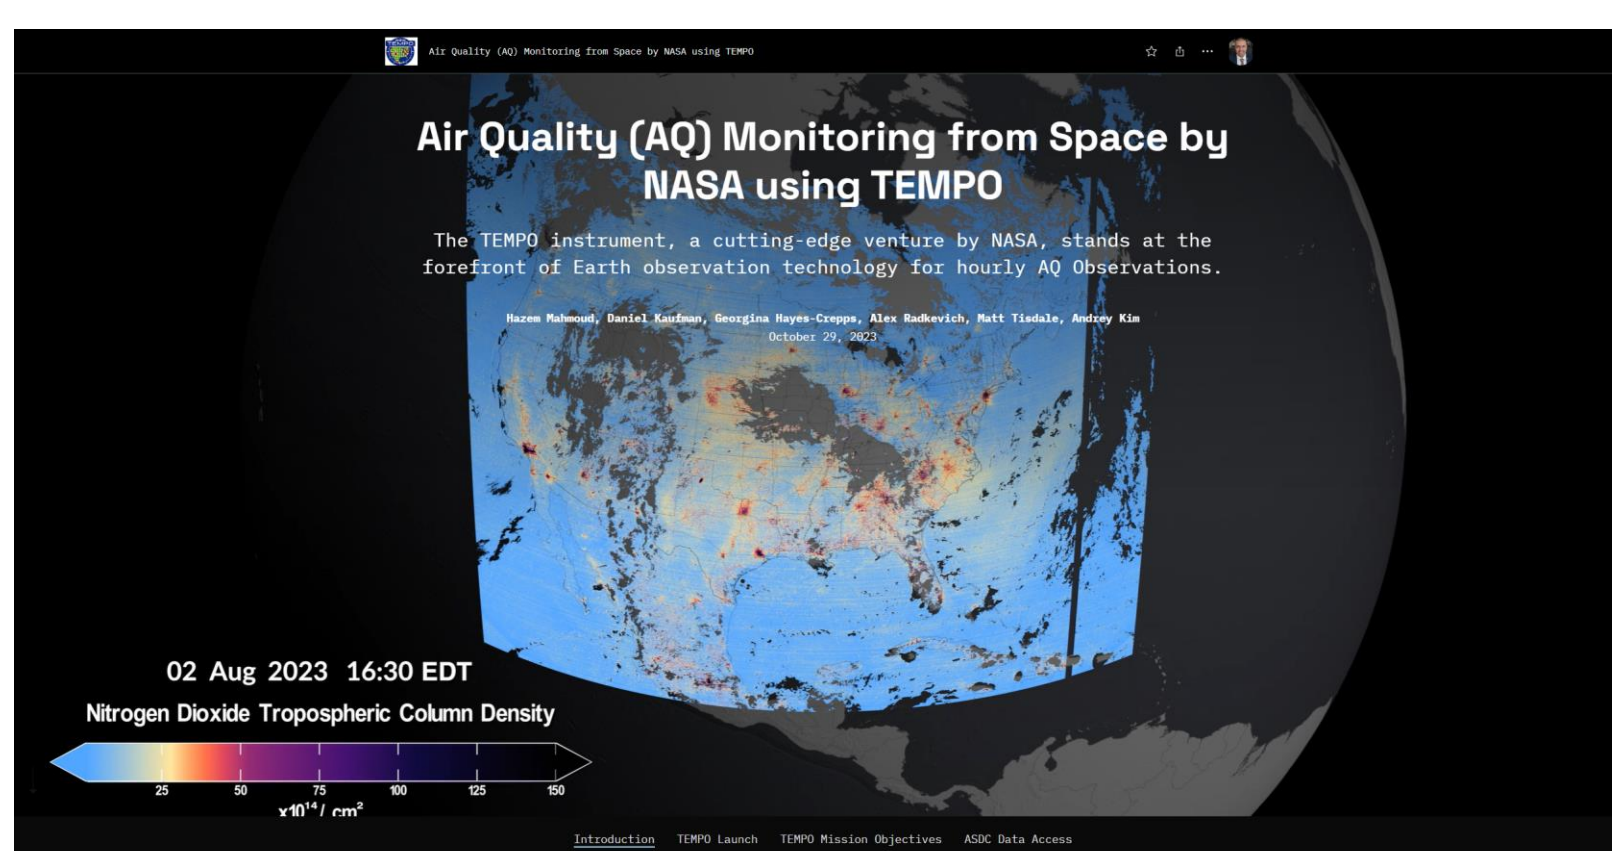 TEMPO
Air Quality (AQ) Monitoring from Space by NASA using TEMPO
Air Quality (AQ) Monitoring from Space by
NASA using TEMPO
The TEMPO instrument, a cutting-edge venture by NASA, stands at the
forefront of Earth observation technology for hourly AQ Observations.
Hazem Mahmoud, Daniel Kaufman, Georgina Hayes-Crepps, Alex Radkevich, Matt Tisdale, Andrey Kim
October 29, 2023
02 Aug 2023 16:30 EDT
Nitrogen Dioxide Tropospheric Column Density
25 50 75 100 125 150
x10¹⁴/ cm²
Introduction TEMPO Launch TEMPO Mission Objectives ASDC Data Access